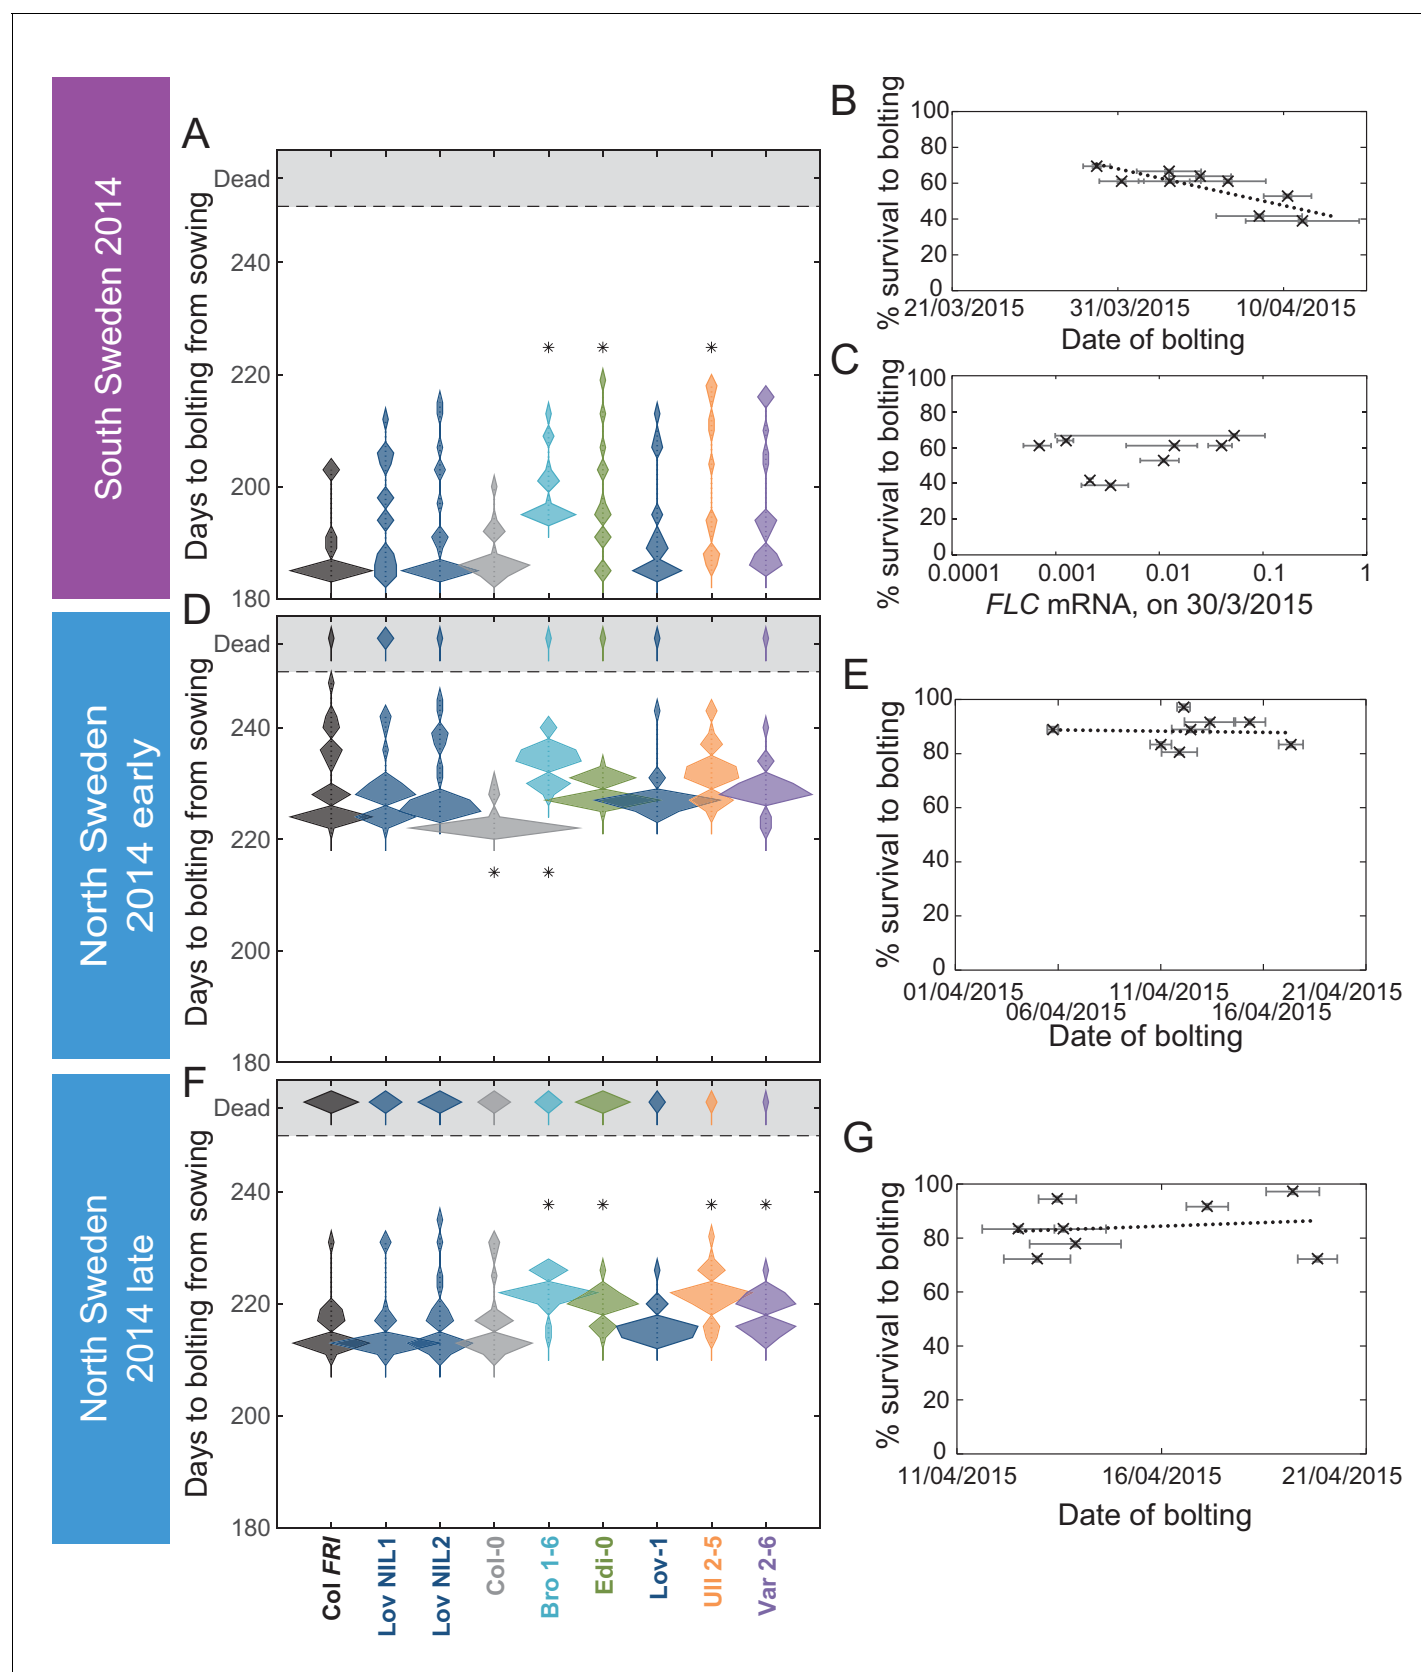 South Sweden 2014
A
Days to bolting from sowing
Dead
240
220
200
180
* * *
B
% survival to bolting
100
80
60
40
20
0
21/03/2015 31/03/2015 10/04/2015
Date of bolting
C
% survival to bolting
100
80
60
40
20
0
0.0001 0.001 0.01 0.1 1
FLC mRNA, on 30/3/2015
North Sweden
2014 early
D
Days to bolting from sowing
Dead
240
220
200
180
* *
E
% survival to bolting
100
80
60
40
20
0
01/04/2015 11/04/2015 21/04/2015
06/04/2015 16/04/2015
Date of bolting
North Sweden
2014 late
F
Days to bolting from sowing
Dead
240
220
200
180
* * * *
Col FRI
Lov NIL1
Lov NIL2
Col-0
Bro 1-6
Edi-0
Lov-1
Ull 2-5
Var 2-6
G
% survival to bolting
100
80
60
40
20
0
11/04/2015 16/04/2015 21/04/2015
Date of bolting